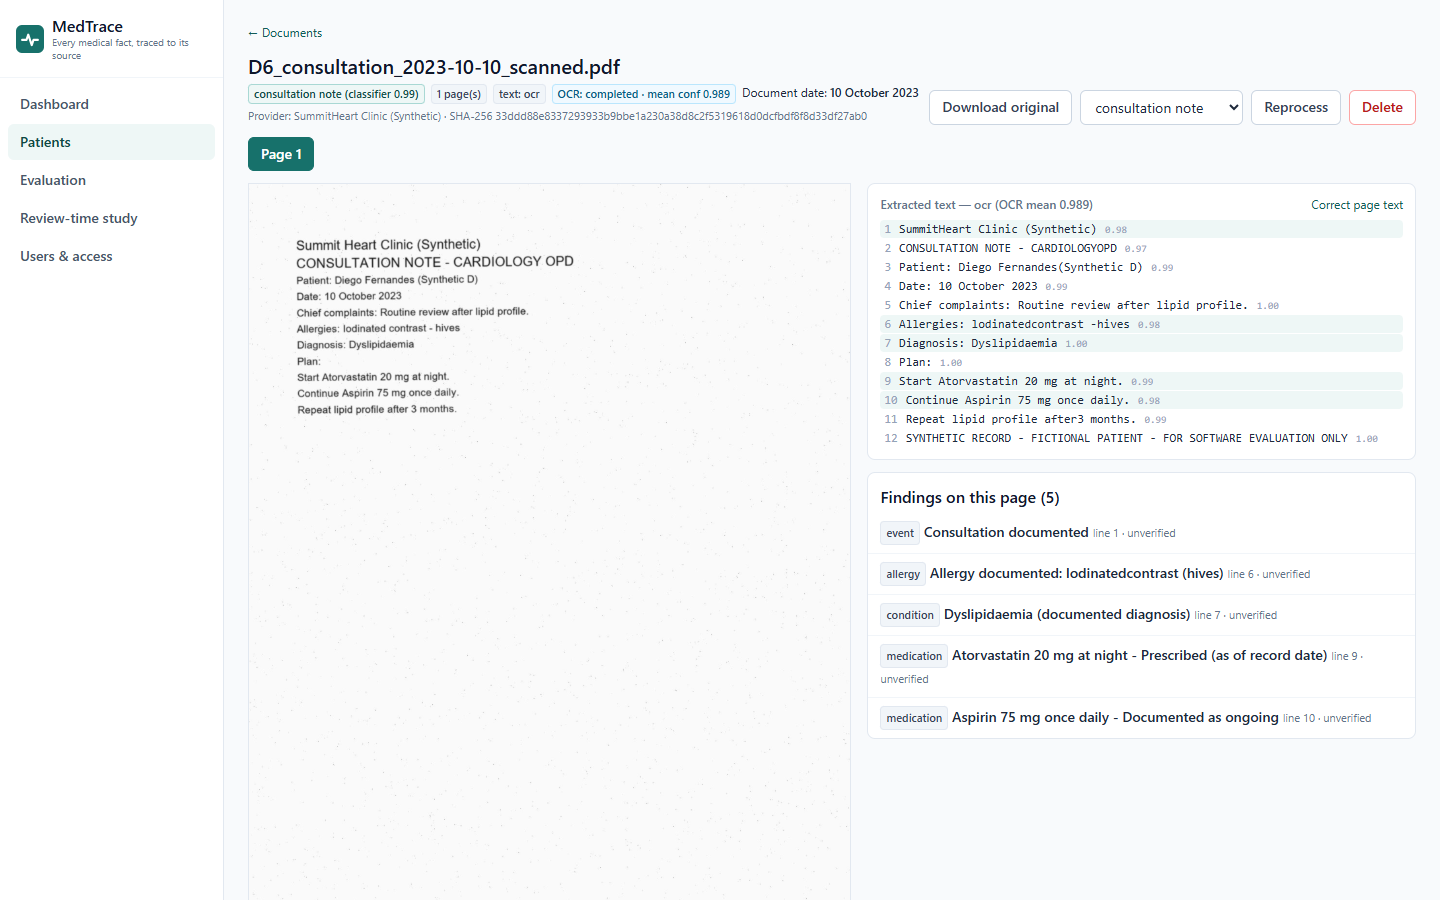 MedTrace
Every medical fact, traced to its
source
Dashboard
Patients
Evaluation
Review-time study
Users & access
← Documents
D6_consultation_2023-10-10_scanned.pdf
consultation note (classifier 0.99) 1 page(s) text: ocr OCR: completed · mean conf 0.989 Document date: 10 October 2023
Provider: SummitHeart Clinic (Synthetic) · SHA-256 33ddd88e8337293933b9bbe1a230a38d8c2f5319618d0dcfbdf8f8d33df27ab0
Download original consultation note Reprocess Delete
Page 1
Summit Heart Clinic (Synthetic)
CONSULTATION NOTE - CARDIOLOGY OPD
Patient: Diego Fernandes (Synthetic D)
Date: 10 October 2023
Chief complaints: Routine review after lipid profile.
Allergies: Iodinated contrast - hives
Diagnosis: Dyslipidaemia
Plan:
Start Atorvastatin 20 mg at night.
Continue Aspirin 75 mg once daily.
Repeat lipid profile after 3 months.
Extracted text — ocr (OCR mean 0.989) Correct page text
1 SummitHeart Clinic (Synthetic) 0.98
2 CONSULTATION NOTE - CARDIOLOGYOPD 0.97
3 Patient: Diego Fernandes(Synthetic D) 0.99
4 Date: 10 October 2023 0.99
5 Chief complaints: Routine review after lipid profile. 1.00
6 Allergies: lodinatedcontrast -hives 0.98
7 Diagnosis: Dyslipidaemia 1.00
8 Plan: 1.00
9 Start Atorvastatin 20 mg at night. 0.99
10 Continue Aspirin 75 mg once daily. 0.98
11 Repeat lipid profile after3 months. 0.99
12 SYNTHETIC RECORD - FICTIONAL PATIENT - FOR SOFTWARE EVALUATION ONLY 1.00
Findings on this page (5)
event Consultation documented line 1 · unverified
allergy Allergy documented: Iodinatedcontrast (hives) line 6 · unverified
condition Dyslipidaemia (documented diagnosis) line 7 · unverified
medication Atorvastatin 20 mg at night - Prescribed (as of record date) line 9 ·
unverified
medication Aspirin 75 mg once daily - Documented as ongoing line 10 · unverified